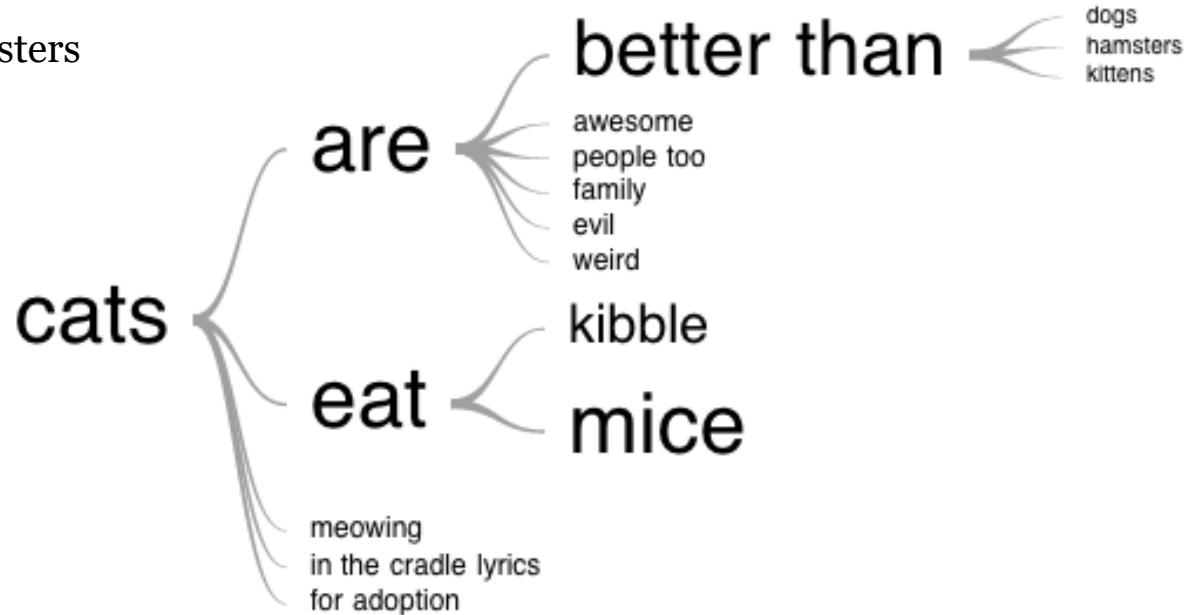 sters
better than
dogs
hamsters
kittens
are
awesome
people too
family
evil
weird
cats
kibble
eat
mice
meowing
in the cradle lyrics
for adoption